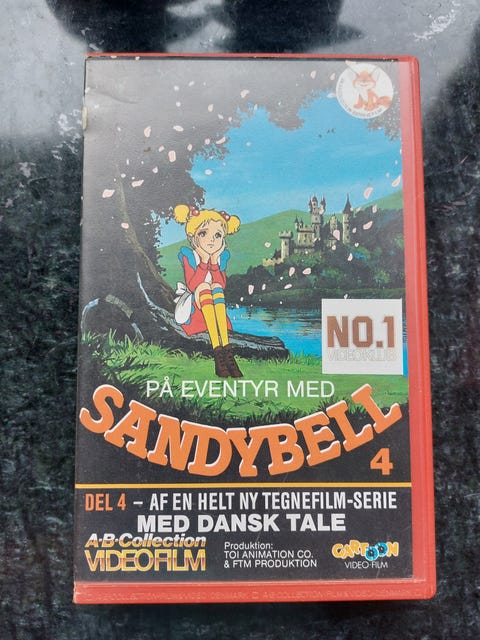 NO.1
VIDEOKLUB
PÅ EVENTYR MED
SANDYBELL
4
DEL 4 – AF EN HELT NY TEGNEFILM-SERIE
MED DANSK TALE
A·B·Collection
VIDEOFILM
Produktion:
TOI ANIMATION CO.
& FTM PRODUKTION
CARTOON
VIDEO FILM